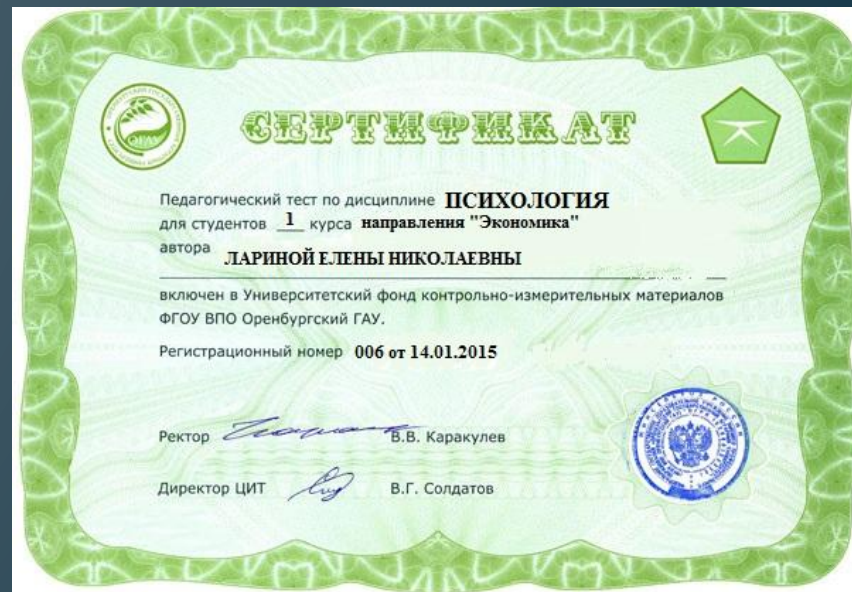 СЕРТИФИКАТ
ОГАУ
Педагогический тест по дисциплине ПСИХОЛОГИЯ
для студентов 1 курса направления "Экономика"
автора
ЛАРИНОЙ ЕЛЕНЫ НИКОЛАЕВНЫ
включен в Университетский фонд контрольно-измерительных материалов
ФГОУ ВПО Оренбургский ГАУ.
Регистрационный номер 006 от 14.01.2015
Ректор В.В. Каракулев
Директор ЦИТ В.Г. Солдатов